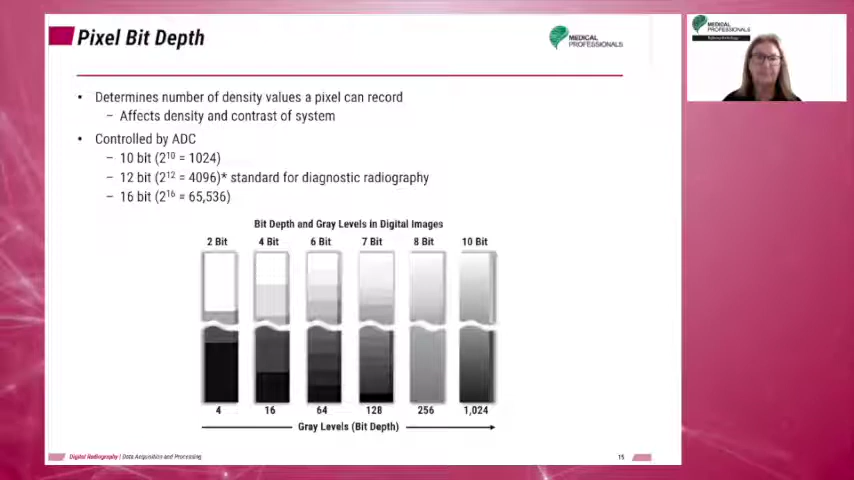 Pixel Bit Depth
MEDICAL
PROFESSIONALS
MEDICAL
PROFESSIONALS
• Determines number of density values a pixel can record
– Affects density and contrast of system
• Controlled by ADC
– 10 bit (2¹⁰ = 1024)
– 12 bit (2¹² = 4096)* standard for diagnostic radiography
– 16 bit (2¹⁶ = 65,536)
Bit Depth and Gray Levels in Digital Images
2 Bit 4 Bit 6 Bit 7 Bit 8 Bit 10 Bit
4 16 64 128 256 1,024
Gray Levels (Bit Depth)
Digital Radiography | Data Acquisition and Processing